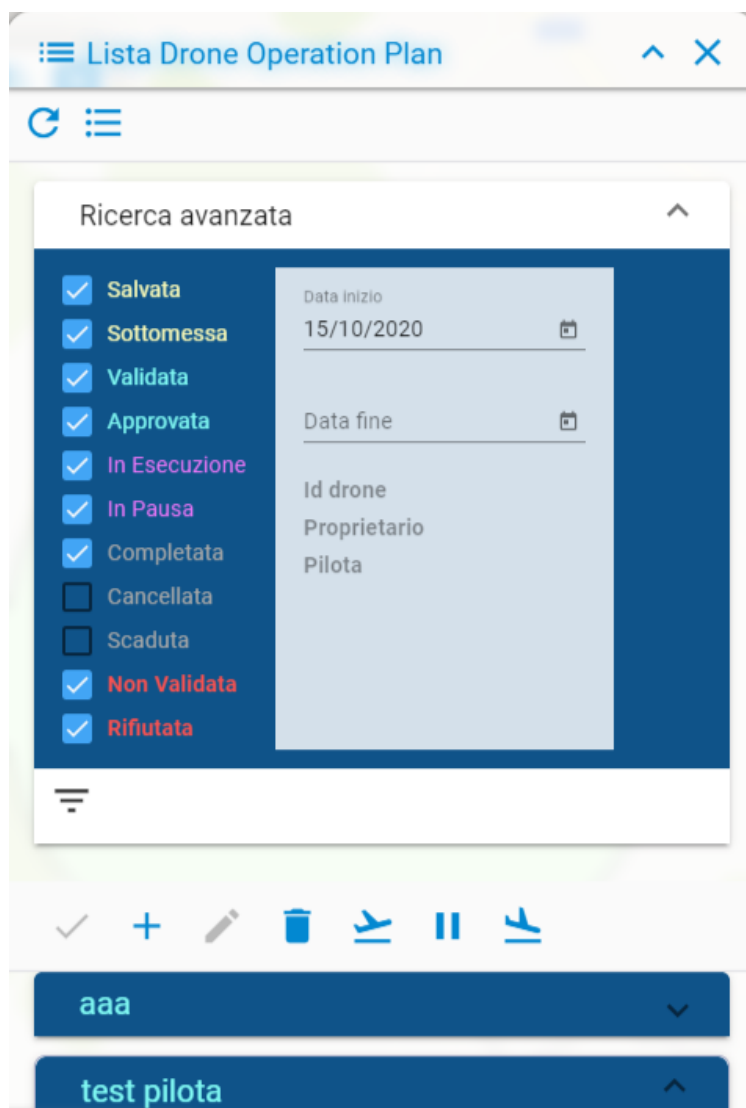 Lista Drone Operation Plan
Ricerca avanzata
Salvata
Sottomessa
Validata
Approvata
In Esecuzione
In Pausa
Completata
Cancellata
Scaduta
Non Validata
Rifiutata
Data inizio
15/10/2020
Data fine
Id drone
Proprietario
Pilota
aaa
test pilota